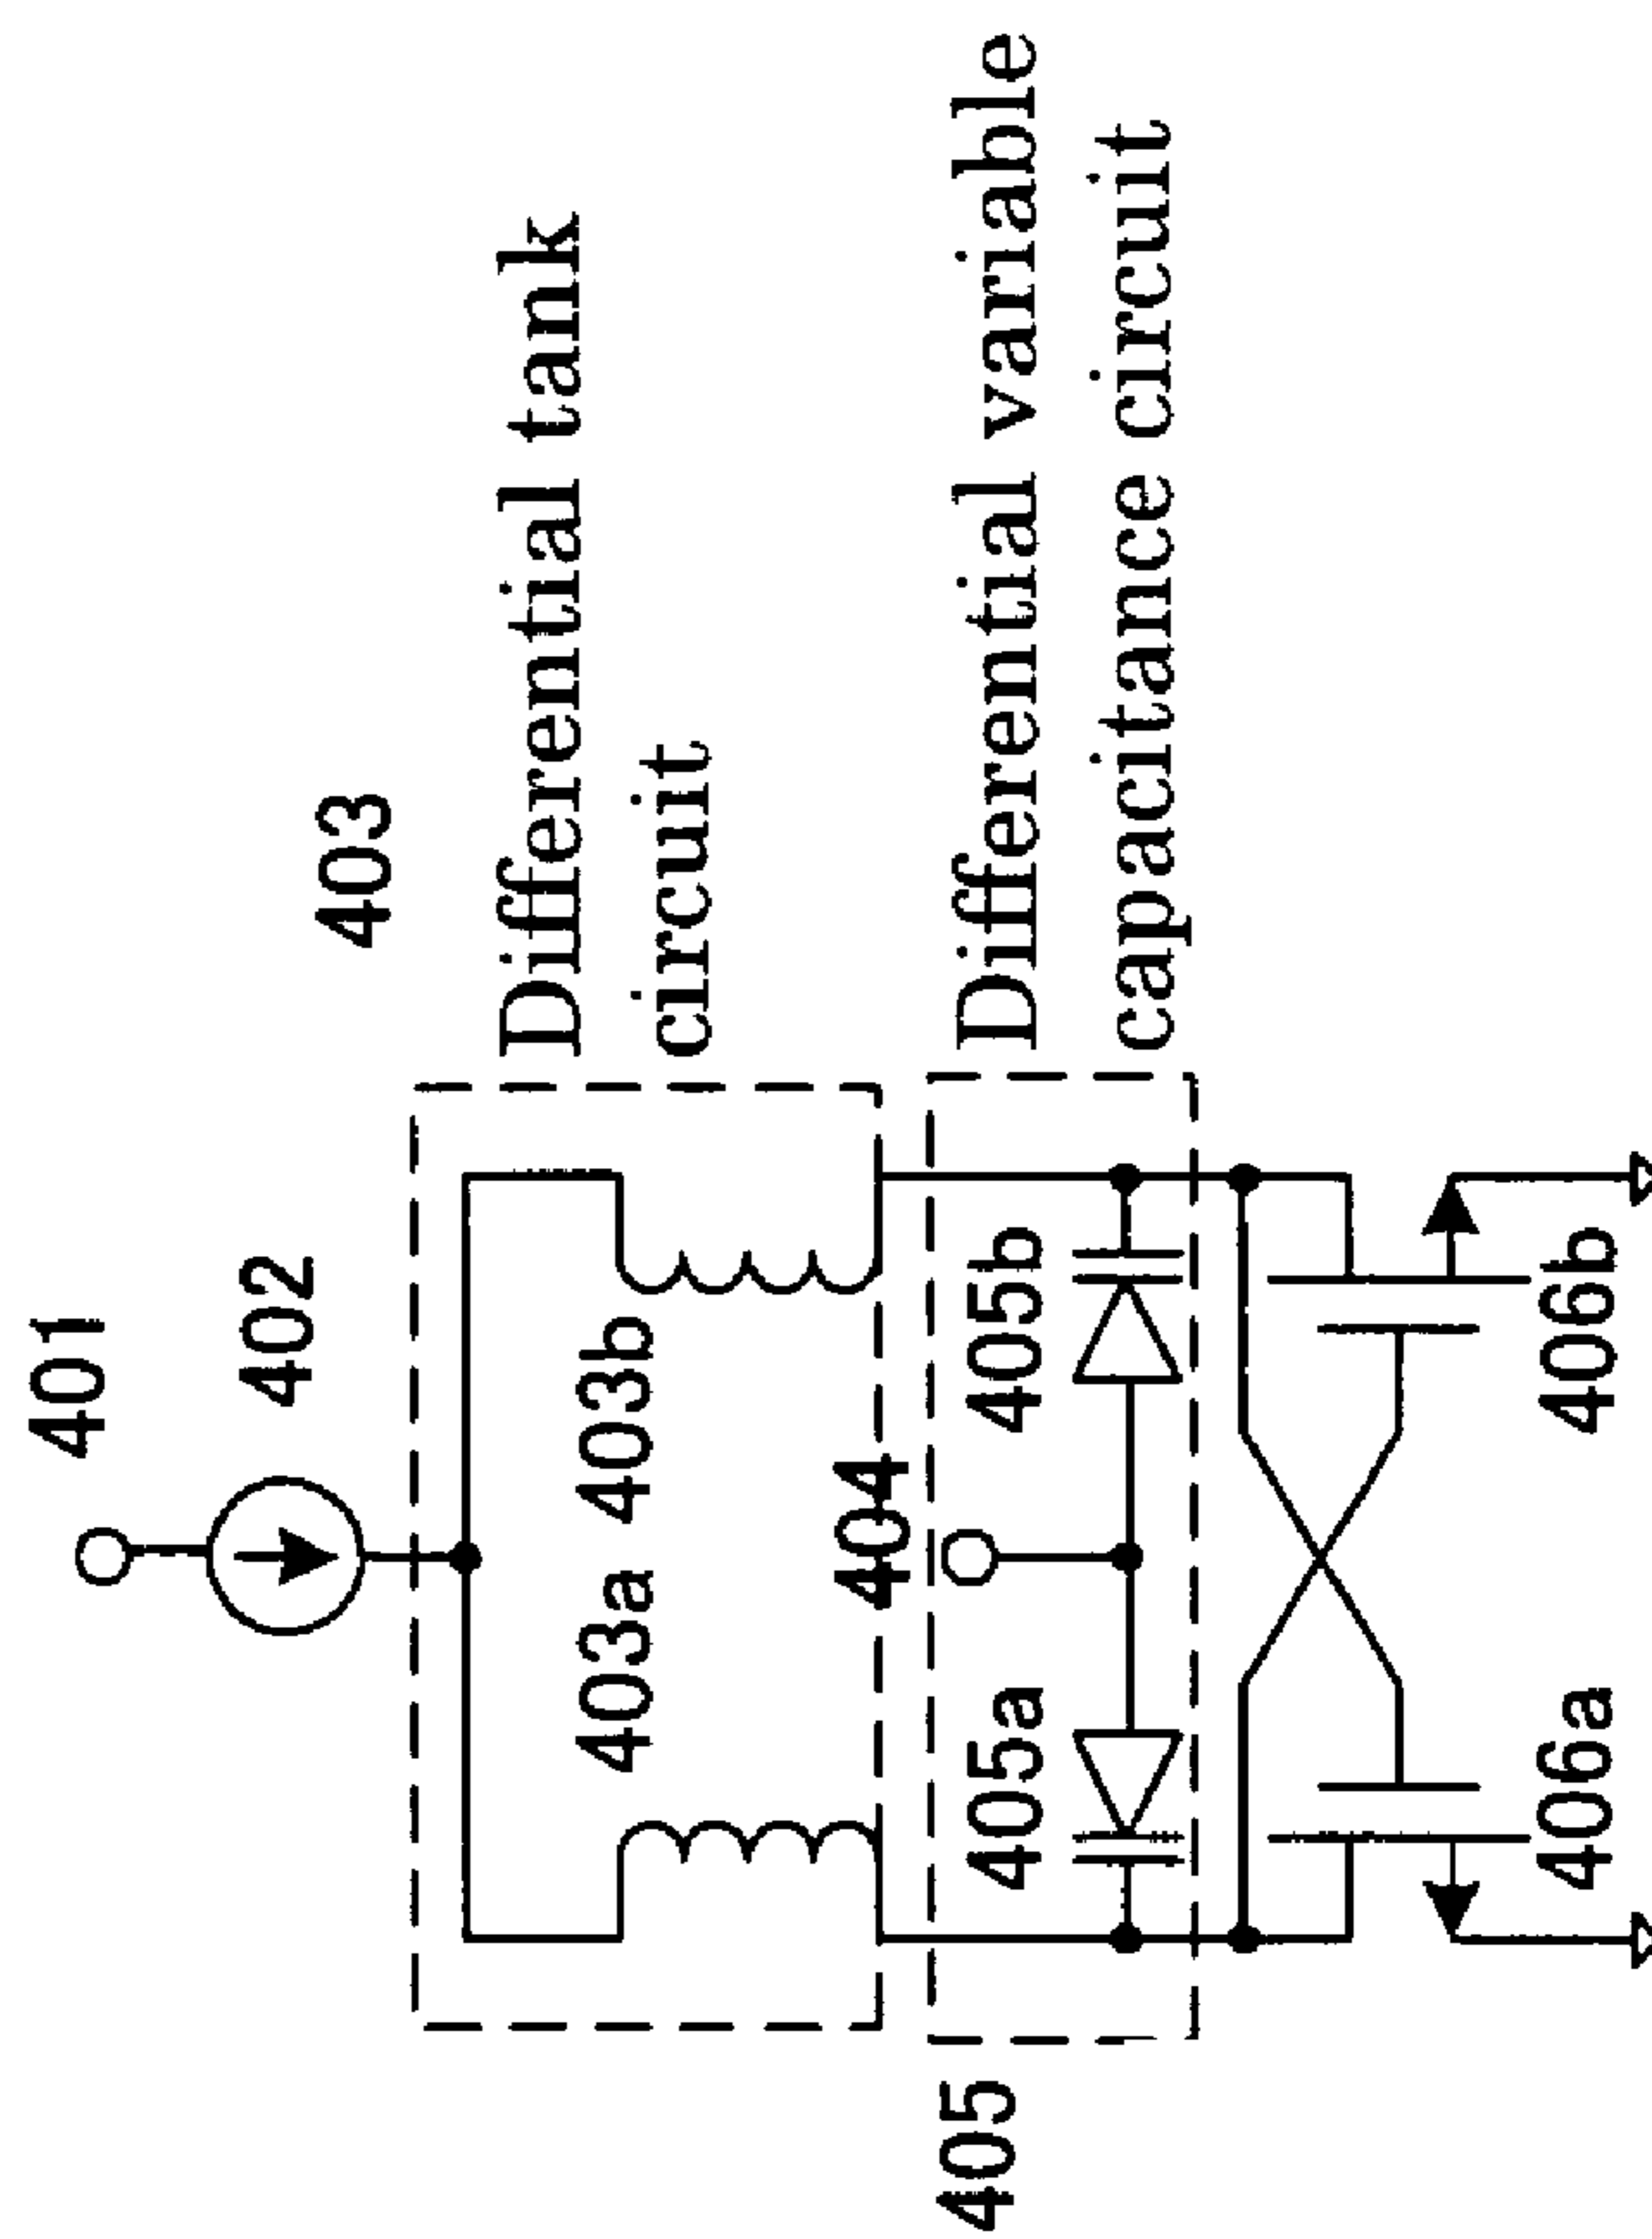 401
402
403
Differential tank
circuit
403a 403b
404
405
405a
405b
Differential variable
capacitance circuit
406a
406b